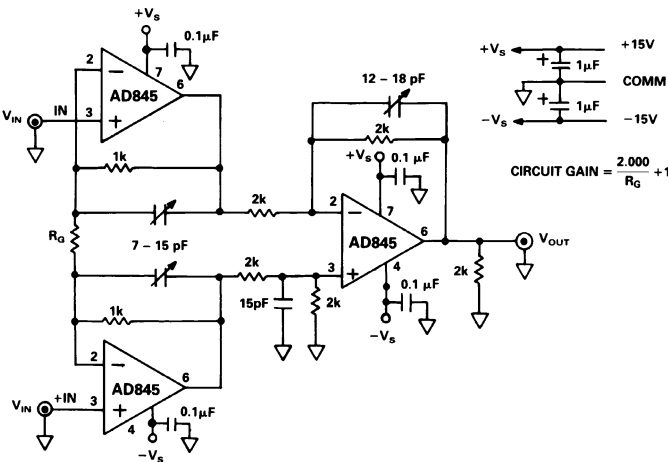 +Vs
0.1µF
2
7
6
AD845
VIN
IN
3
1k
7 – 15 pF
RG
12 – 18 pF
2k
+Vs
0.1 µF
2k
2
7
6
AD845
VOUT
3
4
2k
2k
15pF
2k
0.1 µF
–Vs
1k
2
6
AD845
VIN
+IN
3
4
0.1µF
–Vs
+Vs
+15V
+
1µF
COMM
+
1µF
–Vs
–15V
CIRCUIT GAIN = 2.000 / RG + 1